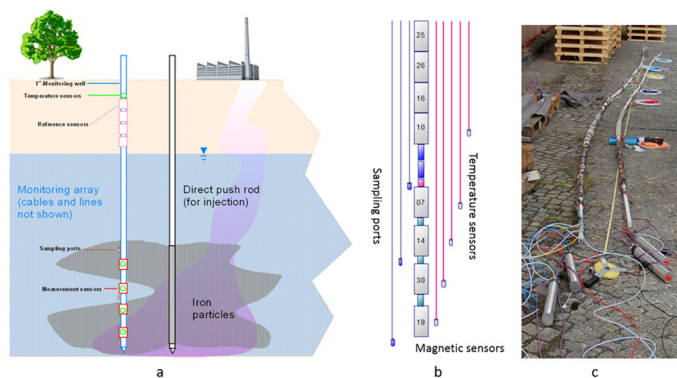 1"-Monitoring well
Temperature sensors
Reference sensors
Monitoring array
(cables and lines
not shown)
Direct push rod
(for injection)
Sampling ports
Measurement sensors
Iron
particles
a
25
26
16
10
07
14
30
19
Sampling ports
Temperature sensors
Magnetic sensors
b
c